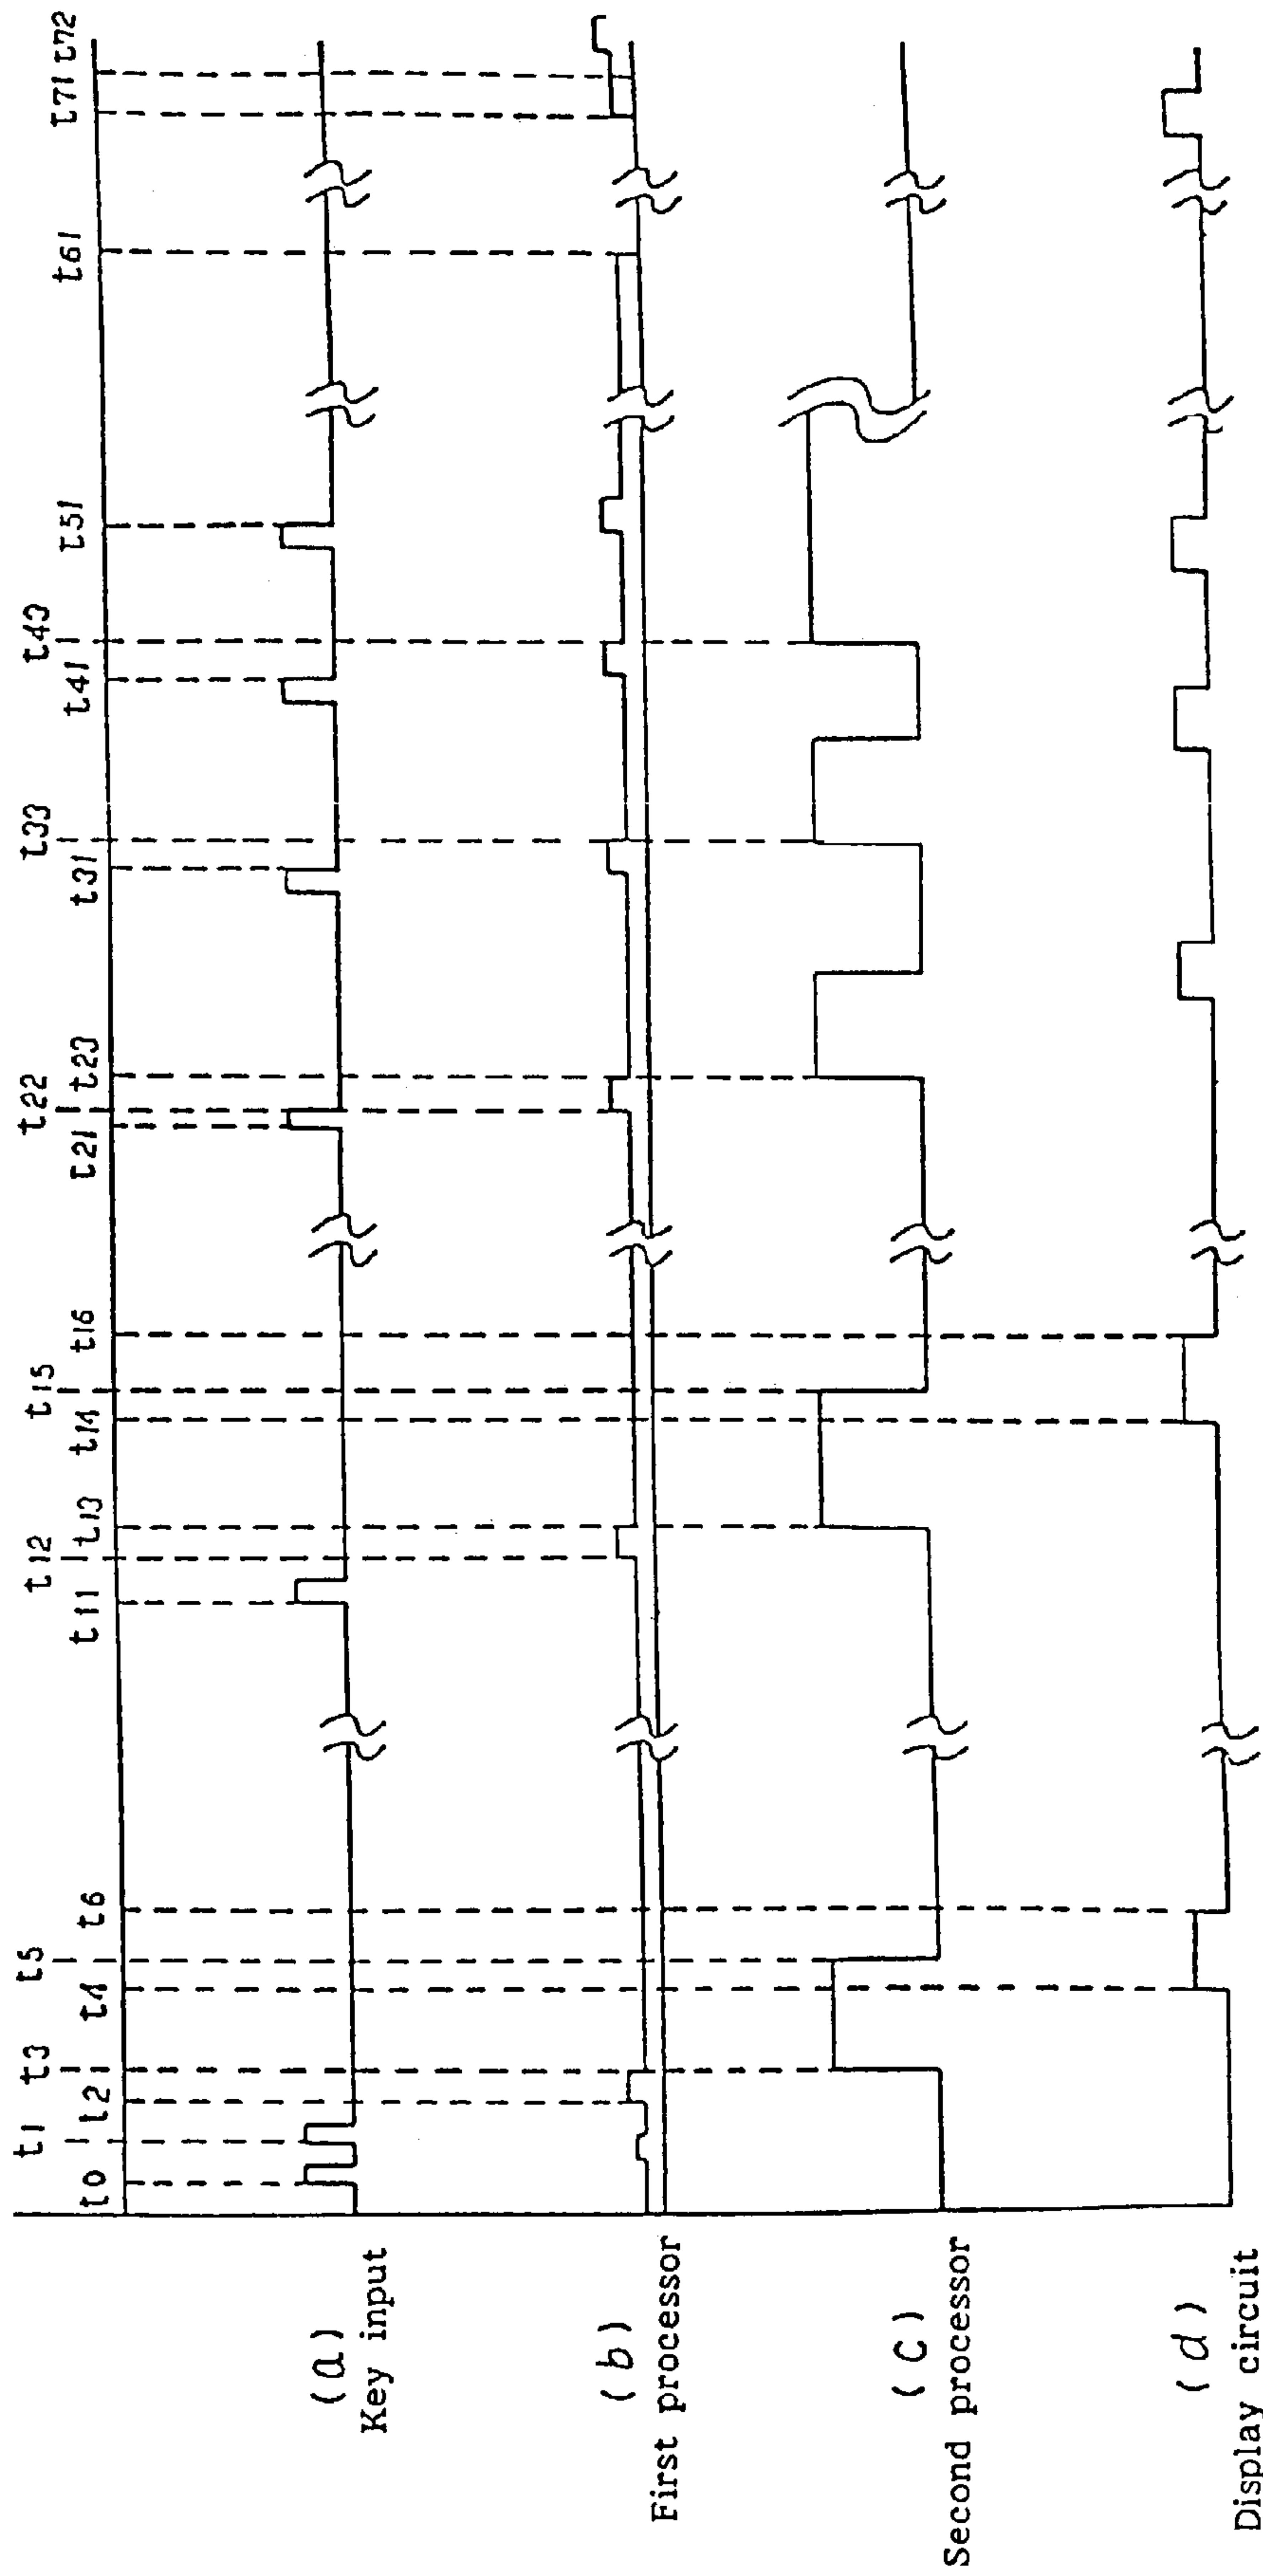 t0 t1 t2 t3 t4 t5 t6 t11 t12 t13 t14 t15 t16 t21 t22 t23 t31 t33 t41 t43 t51 t61 t71 t72
(a)
Key input
(b)
First processor
(c)
Second processor
(d)
Display circuit